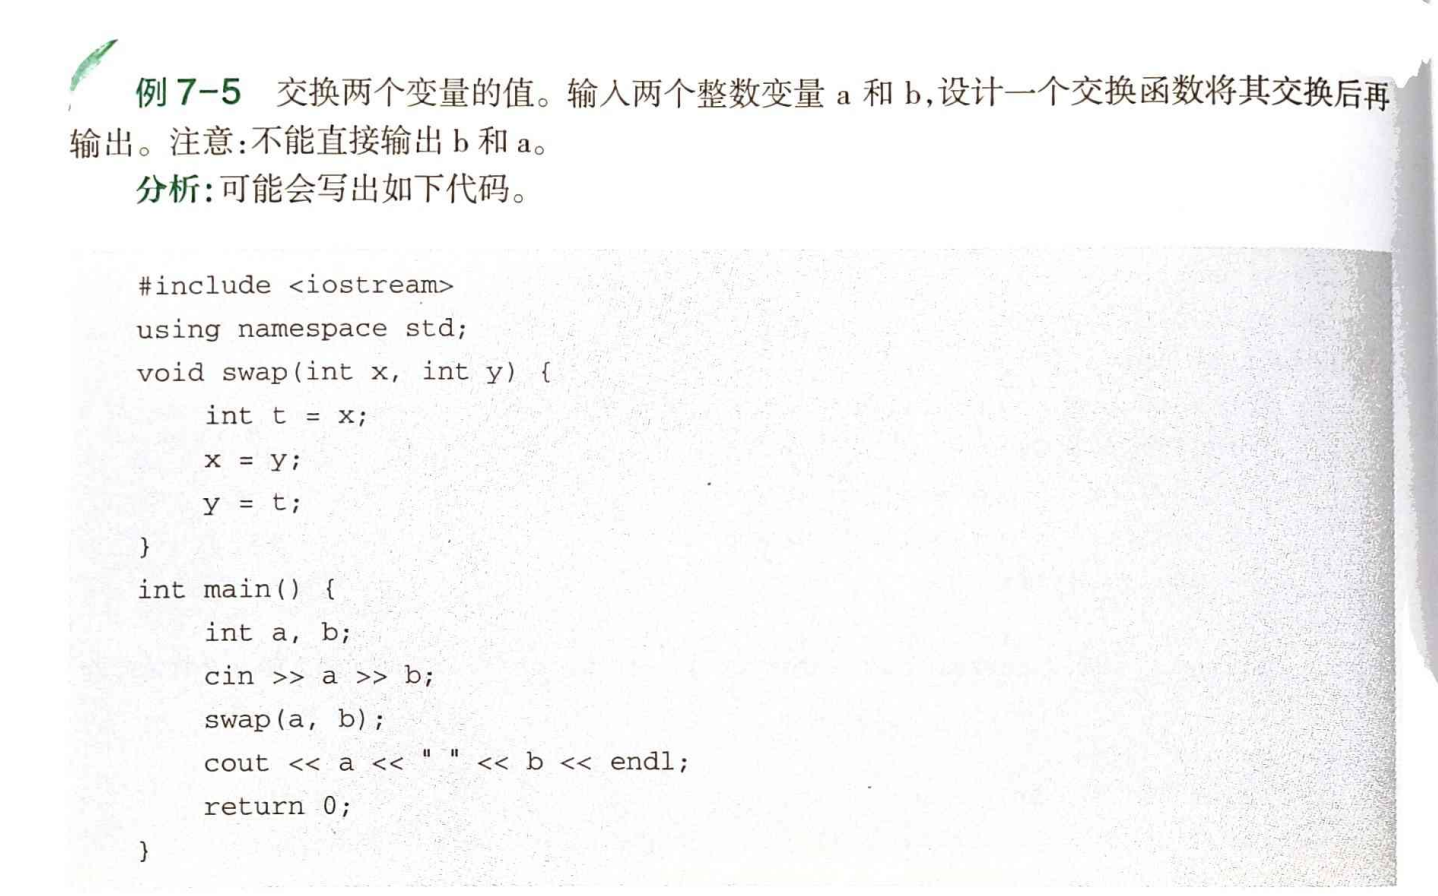 例 7-5 交换两个变量的值。输入两个整数变量 a 和 b,设计一个交换函数将其交换后再
输出。注意:不能直接输出 b 和 a。
分析:可能会写出如下代码。
#include <iostream>
using namespace std;
void swap(int x, int y) {
    int t = x;
    x = y;
    y = t;
}
int main() {
    int a, b;
    cin >> a >> b;
    swap(a, b);
    cout << a << " " << b << endl;
    return 0;
}